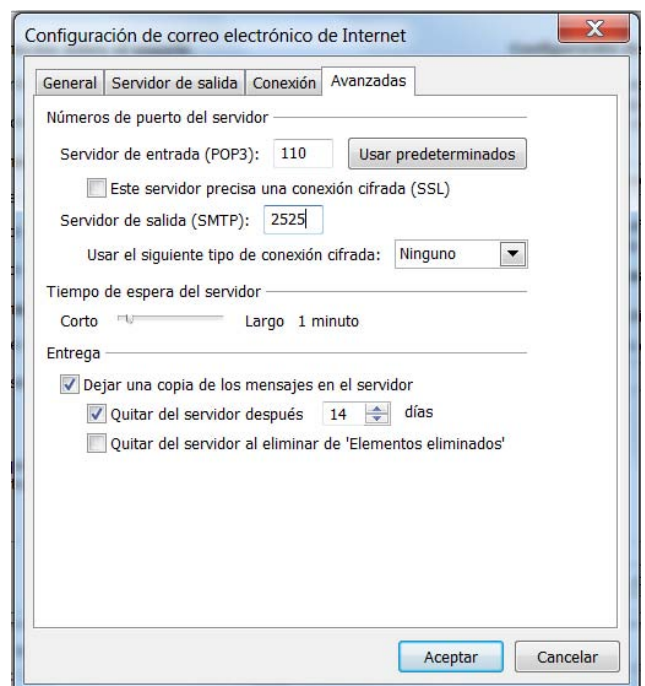 Configuración de correo electrónico de Internet
General Servidor de salida Conexión Avanzadas
Números de puerto del servidor
Servidor de entrada (POP3): 110 Usar predeterminados
Este servidor precisa una conexión cifrada (SSL)
Servidor de salida (SMTP): 2525
Usar el siguiente tipo de conexión cifrada: Ninguno
Tiempo de espera del servidor
Corto Largo 1 minuto
Entrega
Dejar una copia de los mensajes en el servidor
Quitar del servidor después 14 días
Quitar del servidor al eliminar de 'Elementos eliminados'
Aceptar Cancelar